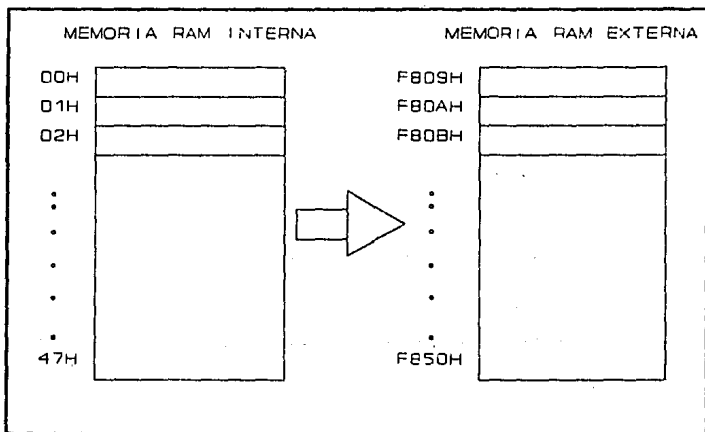 MEMORIA RAM INTERNA
MEMORIA RAM EXTERNA
00H
01H
02H
47H
F809H
F80AH
F80BH
F850H